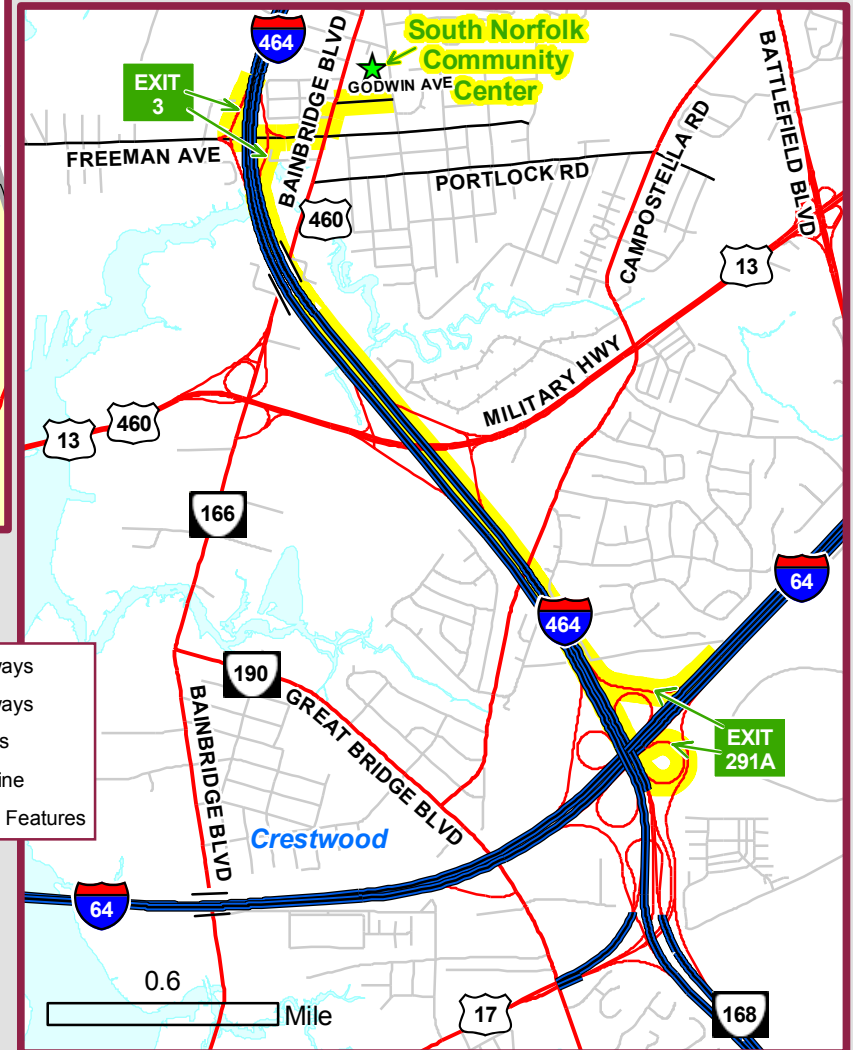 464
BAINBRIDGE BLVD
South Norfolk
Community
Center
GODWIN AVE
EXIT
3
FREEMAN AVE
BATTLEFIELD BLVD
PORTLOCK RD
CAMPOSTELLA RD
460
13
MILITARY HWY
13
460
166
64
464
190
GREAT BRIDGE BLVD
BAINBRIDGE BLVD
EXIT
291A
Crestwood
64
0.6
Mile
17
168
ways
ways
s
ine
Features